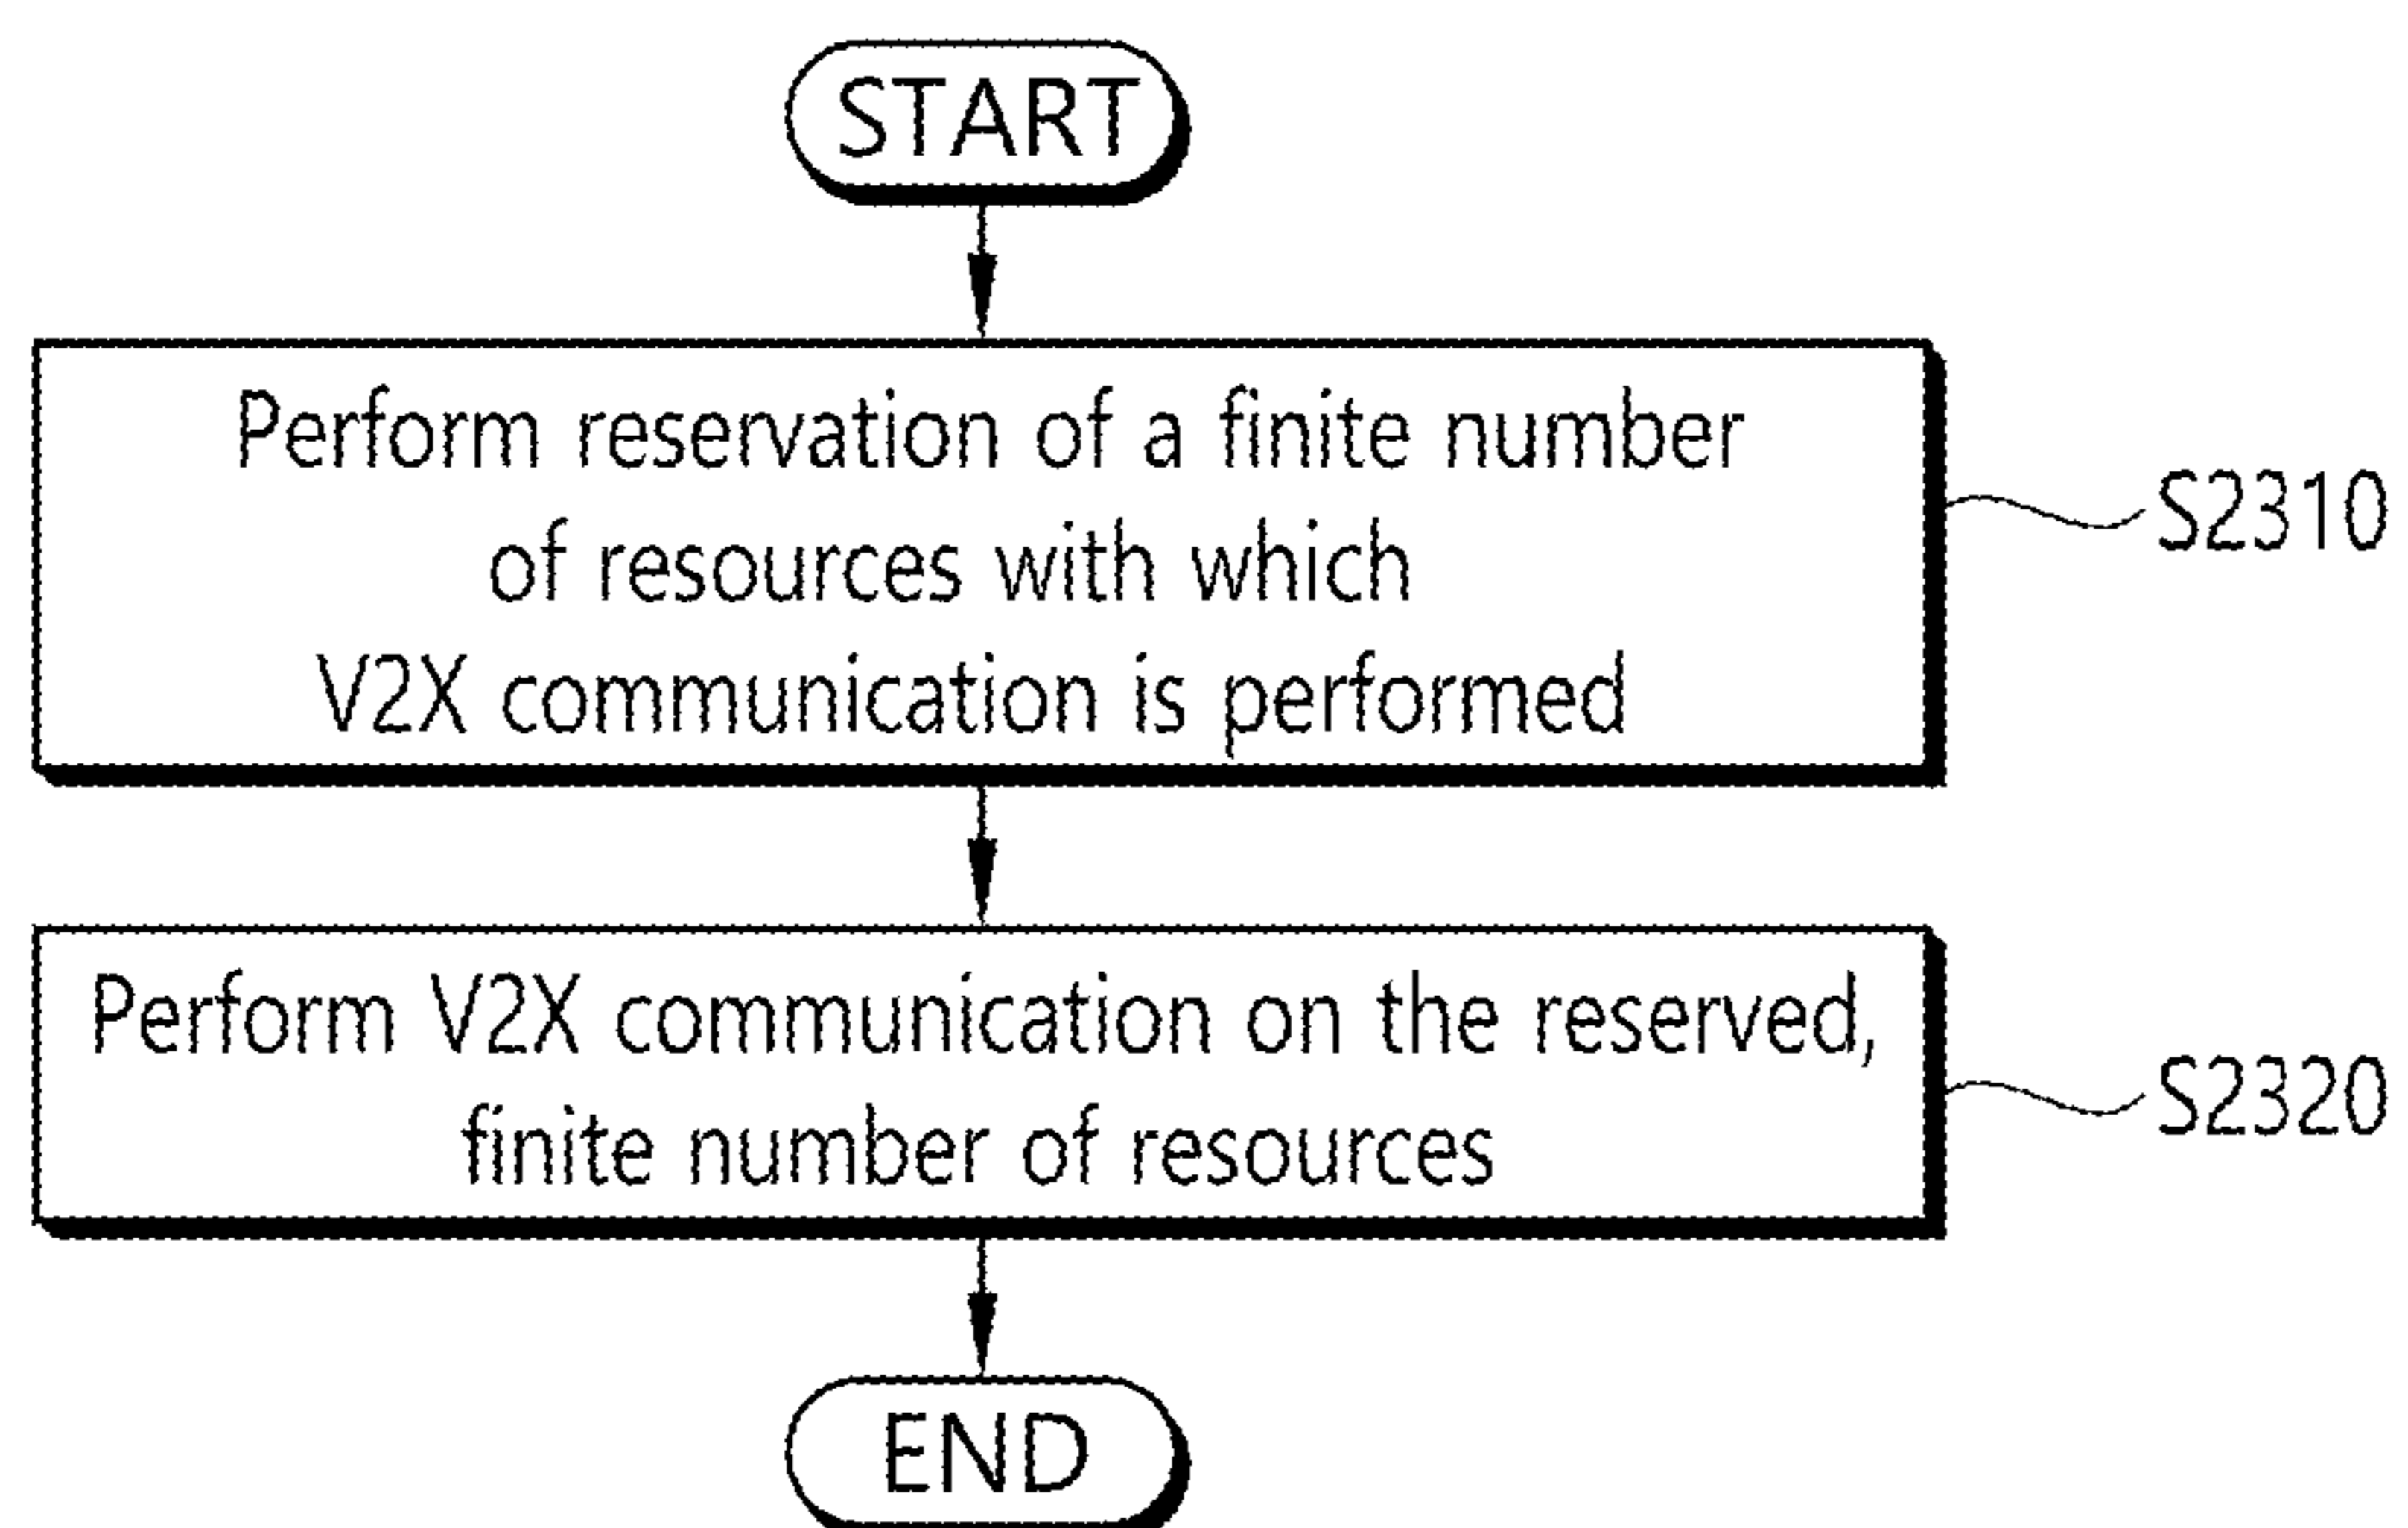 START
Perform reservation of a finite number
of resources with which
V2X communication is performed
S2310
Perform V2X communication on the reserved,
finite number of resources
S2320
END